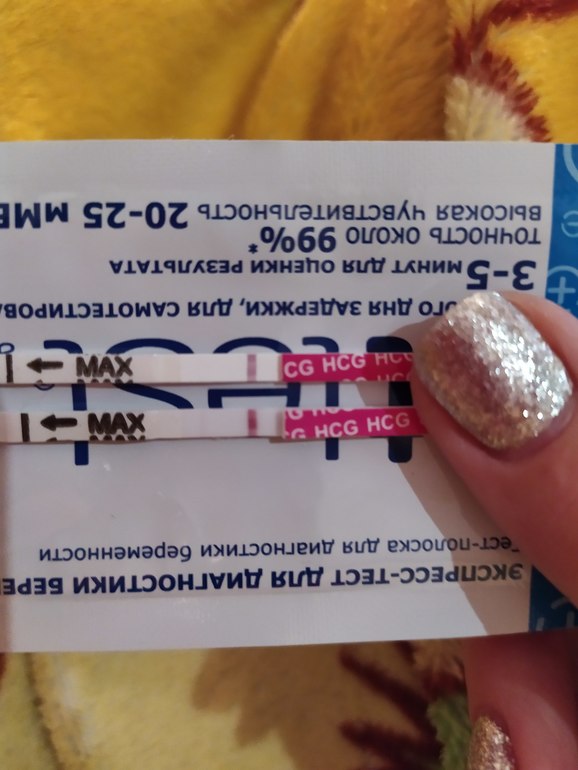 ЭКСПРЕСС-ТЕСТ ДЛЯ ДИАГНОСТИКИ
Тест-полоска для диагностики беременности
ДНЯ ЗАДЕРЖКИ, ДЛЯ
3-5 МИНУТ ДЛЯ ОЦЕНКИ РЕЗУЛЬТАТА
ТОЧНОСТЬ ОКОЛО 99%*
ВЫСОКАЯ ЧУВСТВИТЕЛЬНОСТЬ 20-25 мМЕ
MAX HCG HCG
MAX HCG HCG